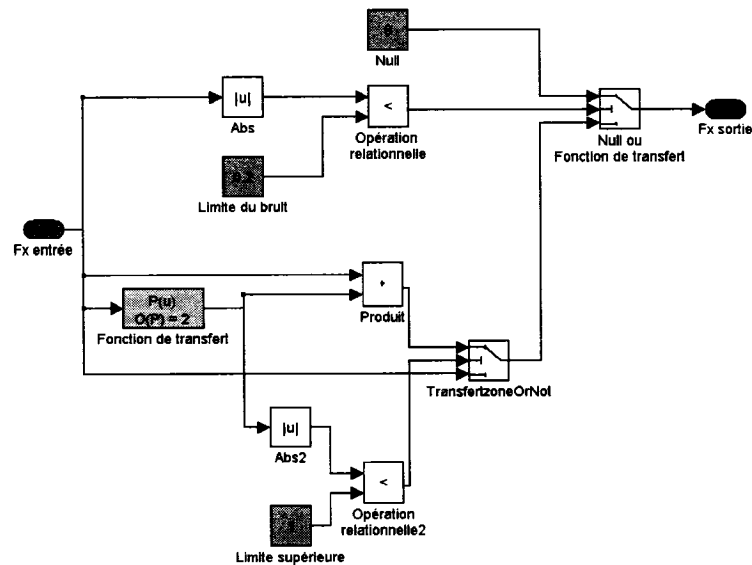 Null
|u|
Abs
<
Opération
relationnelle
Null ou
Fonction de transfert
Fx sortie
Limite du bruit
Fx entrée
P(u)
O(P) = 2
Fonction de transfert
Produit
TransfertzoneOrNot
|u|
Abs2
<
Opération
relationnelle2
Limite supérieure